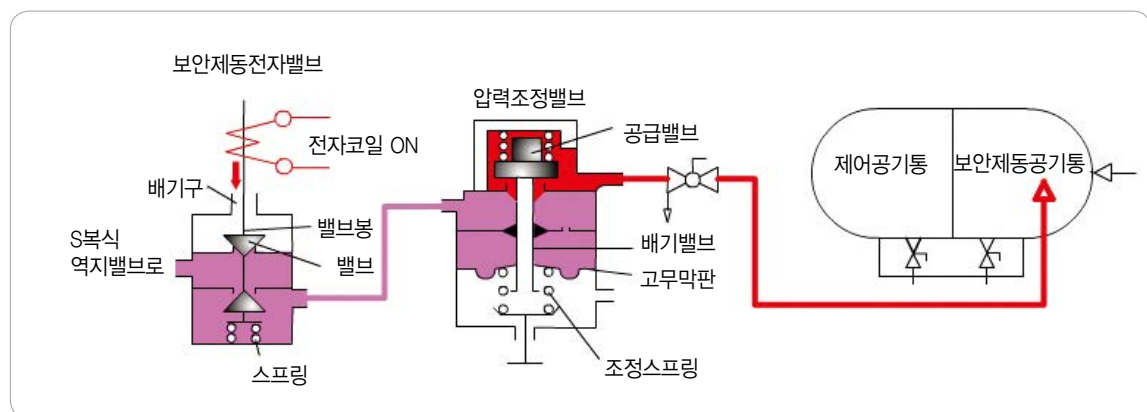 보안제동전자밸브
전자코일 ON
배기구
S복식
역지밸브로
밸브봉
밸브
스프링
압력조정밸브
공급밸브
배기밸브
고무막판
조정스프링
제어공기통
보안제동공기통